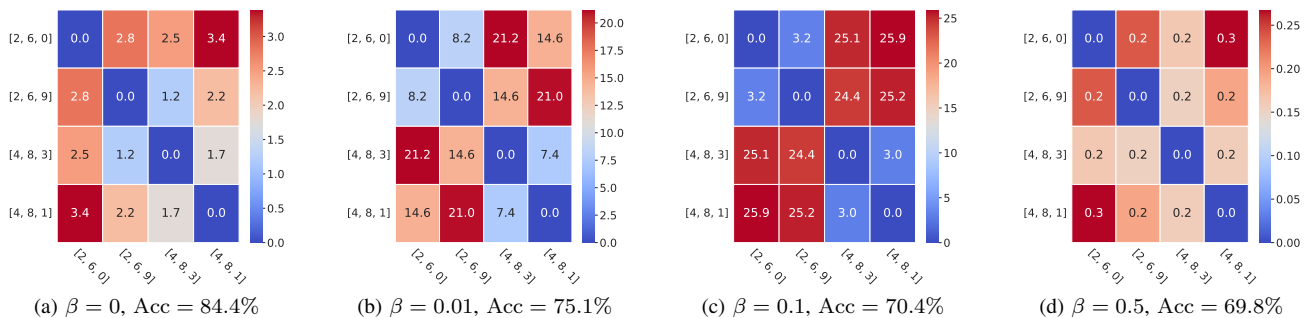 [2, 6, 0] 0.0 2.8 2.5 3.4
[2, 6, 9] 2.8 0.0 1.2 2.2
[4, 8, 3] 2.5 1.2 0.0 1.7
[4, 8, 1] 3.4 2.2 1.7 0.0
[2, 6, 0] [2, 6, 9] [4, 8, 3] [4, 8, 1]
3.0
2.5
2.0
1.5
1.0
0.5
0.0
(a) β = 0, Acc = 84.4%
[2, 6, 0] 0.0 8.2 21.2 14.6
[2, 6, 9] 8.2 0.0 14.6 21.0
[4, 8, 3] 21.2 14.6 0.0 7.4
[4, 8, 1] 14.6 21.0 7.4 0.0
[2, 6, 0] [2, 6, 9] [4, 8, 3] [4, 8, 1]
20.0
17.5
15.0
12.5
10.0
7.5
5.0
2.5
0.0
(b) β = 0.01, Acc = 75.1%
[2, 6, 0] 0.0 3.2 25.1 25.9
[2, 6, 9] 3.2 0.0 24.4 25.2
[4, 8, 3] 25.1 24.4 0.0 3.0
[4, 8, 1] 25.9 25.2 3.0 0.0
[2, 6, 0] [2, 6, 9] [4, 8, 3] [4, 8, 1]
25
20
15
10
5
0
(c) β = 0.1, Acc = 70.4%
[2, 6, 0] 0.0 0.2 0.2 0.3
[2, 6, 9] 0.2 0.0 0.2 0.2
[4, 8, 3] 0.2 0.2 0.0 0.2
[4, 8, 1] 0.3 0.2 0.2 0.0
[2, 6, 0] [2, 6, 9] [4, 8, 3] [4, 8, 1]
0.25
0.20
0.15
0.10
0.05
0.00
(d) β = 0.5, Acc = 69.8%